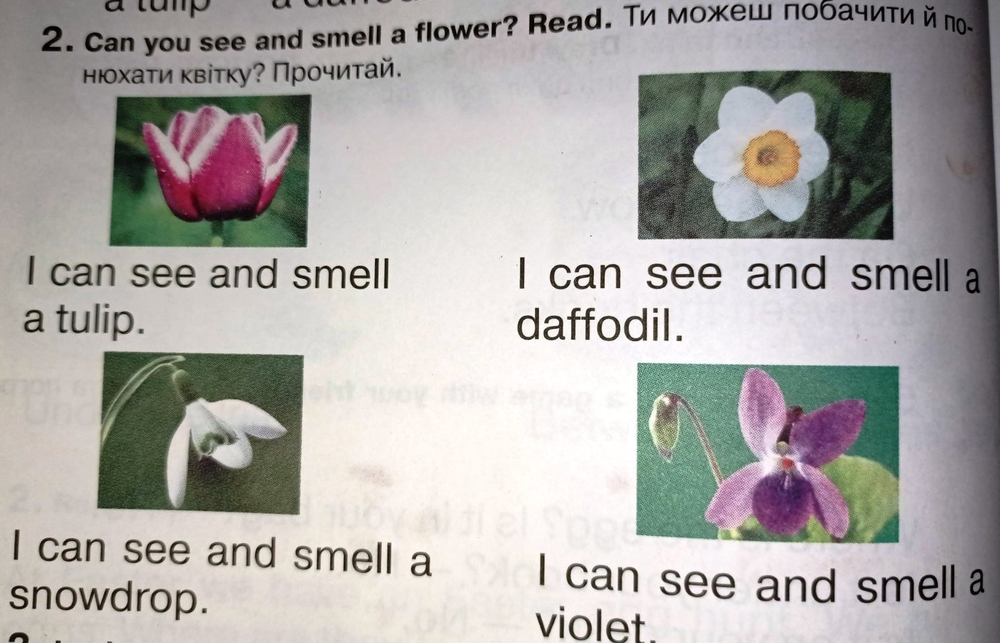 a tulip
2. Can you see and smell a flower? Read. Ти можеш побачити й по-
нюхати квітку? Прочитай.
I can see and smell
a tulip.
I can see and smell a
daffodil.
I can see and smell a
snowdrop.
I can see and smell a
violet.